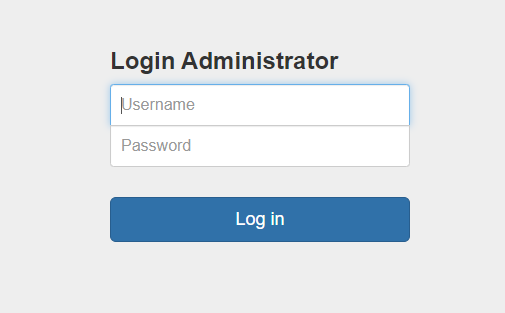 Login Administrator
Username
Password
Log in